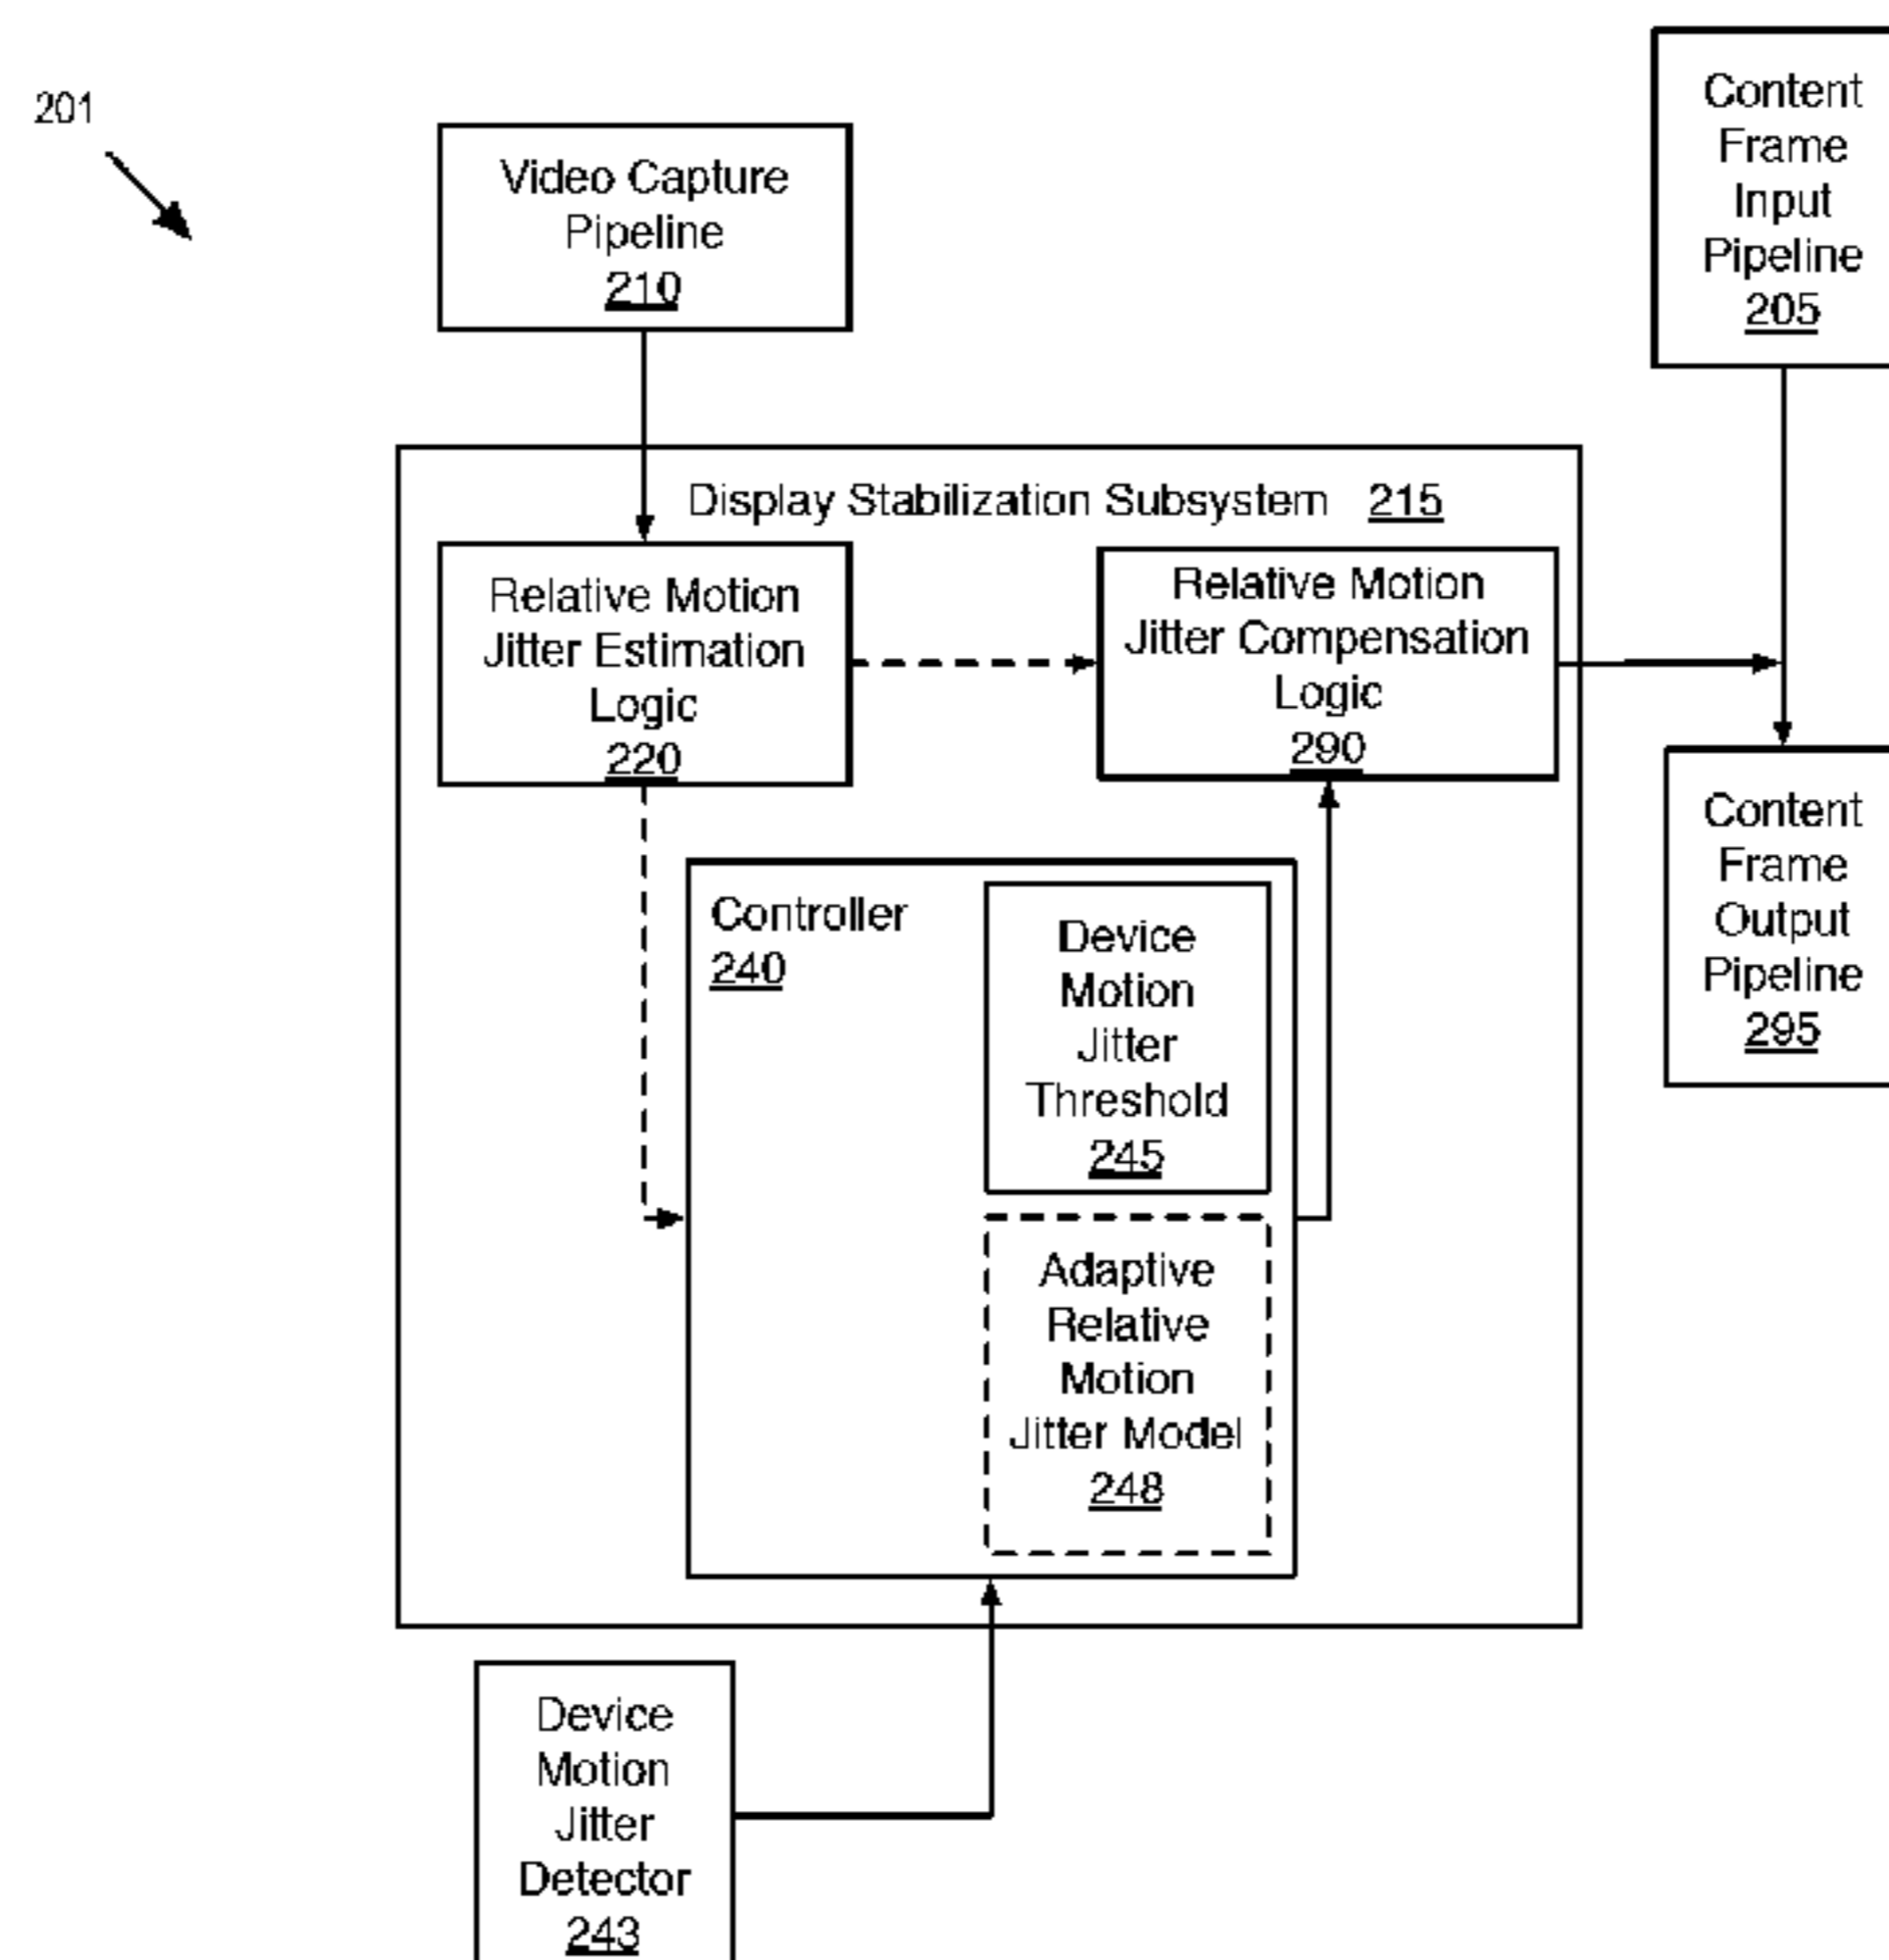 201
Video Capture
Pipeline
210
Content
Frame
Input
Pipeline
205
Display Stabilization Subsystem 215
Relative Motion
Jitter Estimation
Logic
220
Relative Motion
Jitter Compensation
Logic
290
Controller
240
Device
Motion
Jitter
Threshold
245
Adaptive
Relative
Motion
Jitter Model
248
Content
Frame
Output
Pipeline
295
Device
Motion
Jitter
Detector
243